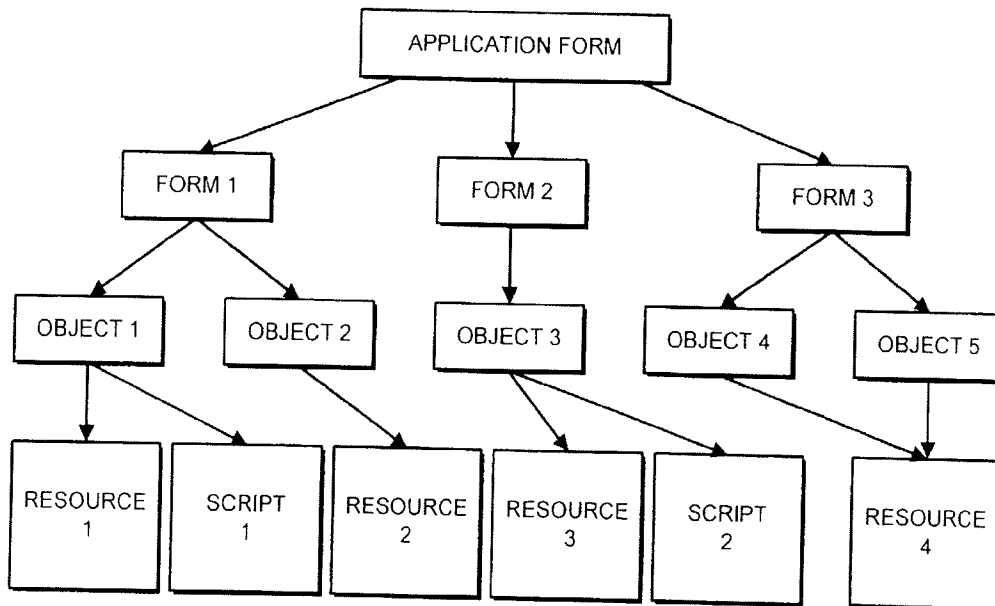 APPLICATION FORM
FORM 1
FORM 2
FORM 3
OBJECT 1
OBJECT 2
OBJECT 3
OBJECT 4
OBJECT 5
RESOURCE
1
SCRIPT
1
RESOURCE
2
RESOURCE
3
SCRIPT
2
RESOURCE
4